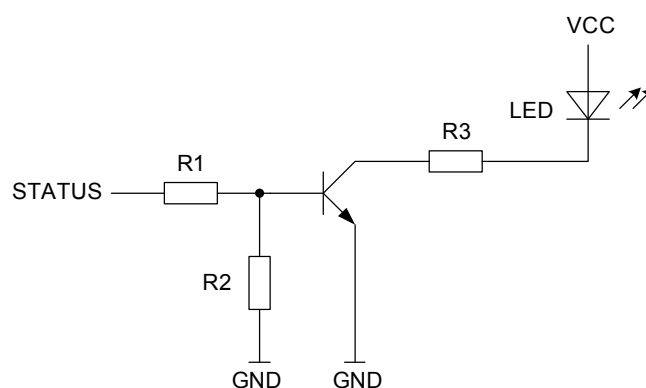 VCC
LED
R3
R1
STATUS
R2
GND
GND